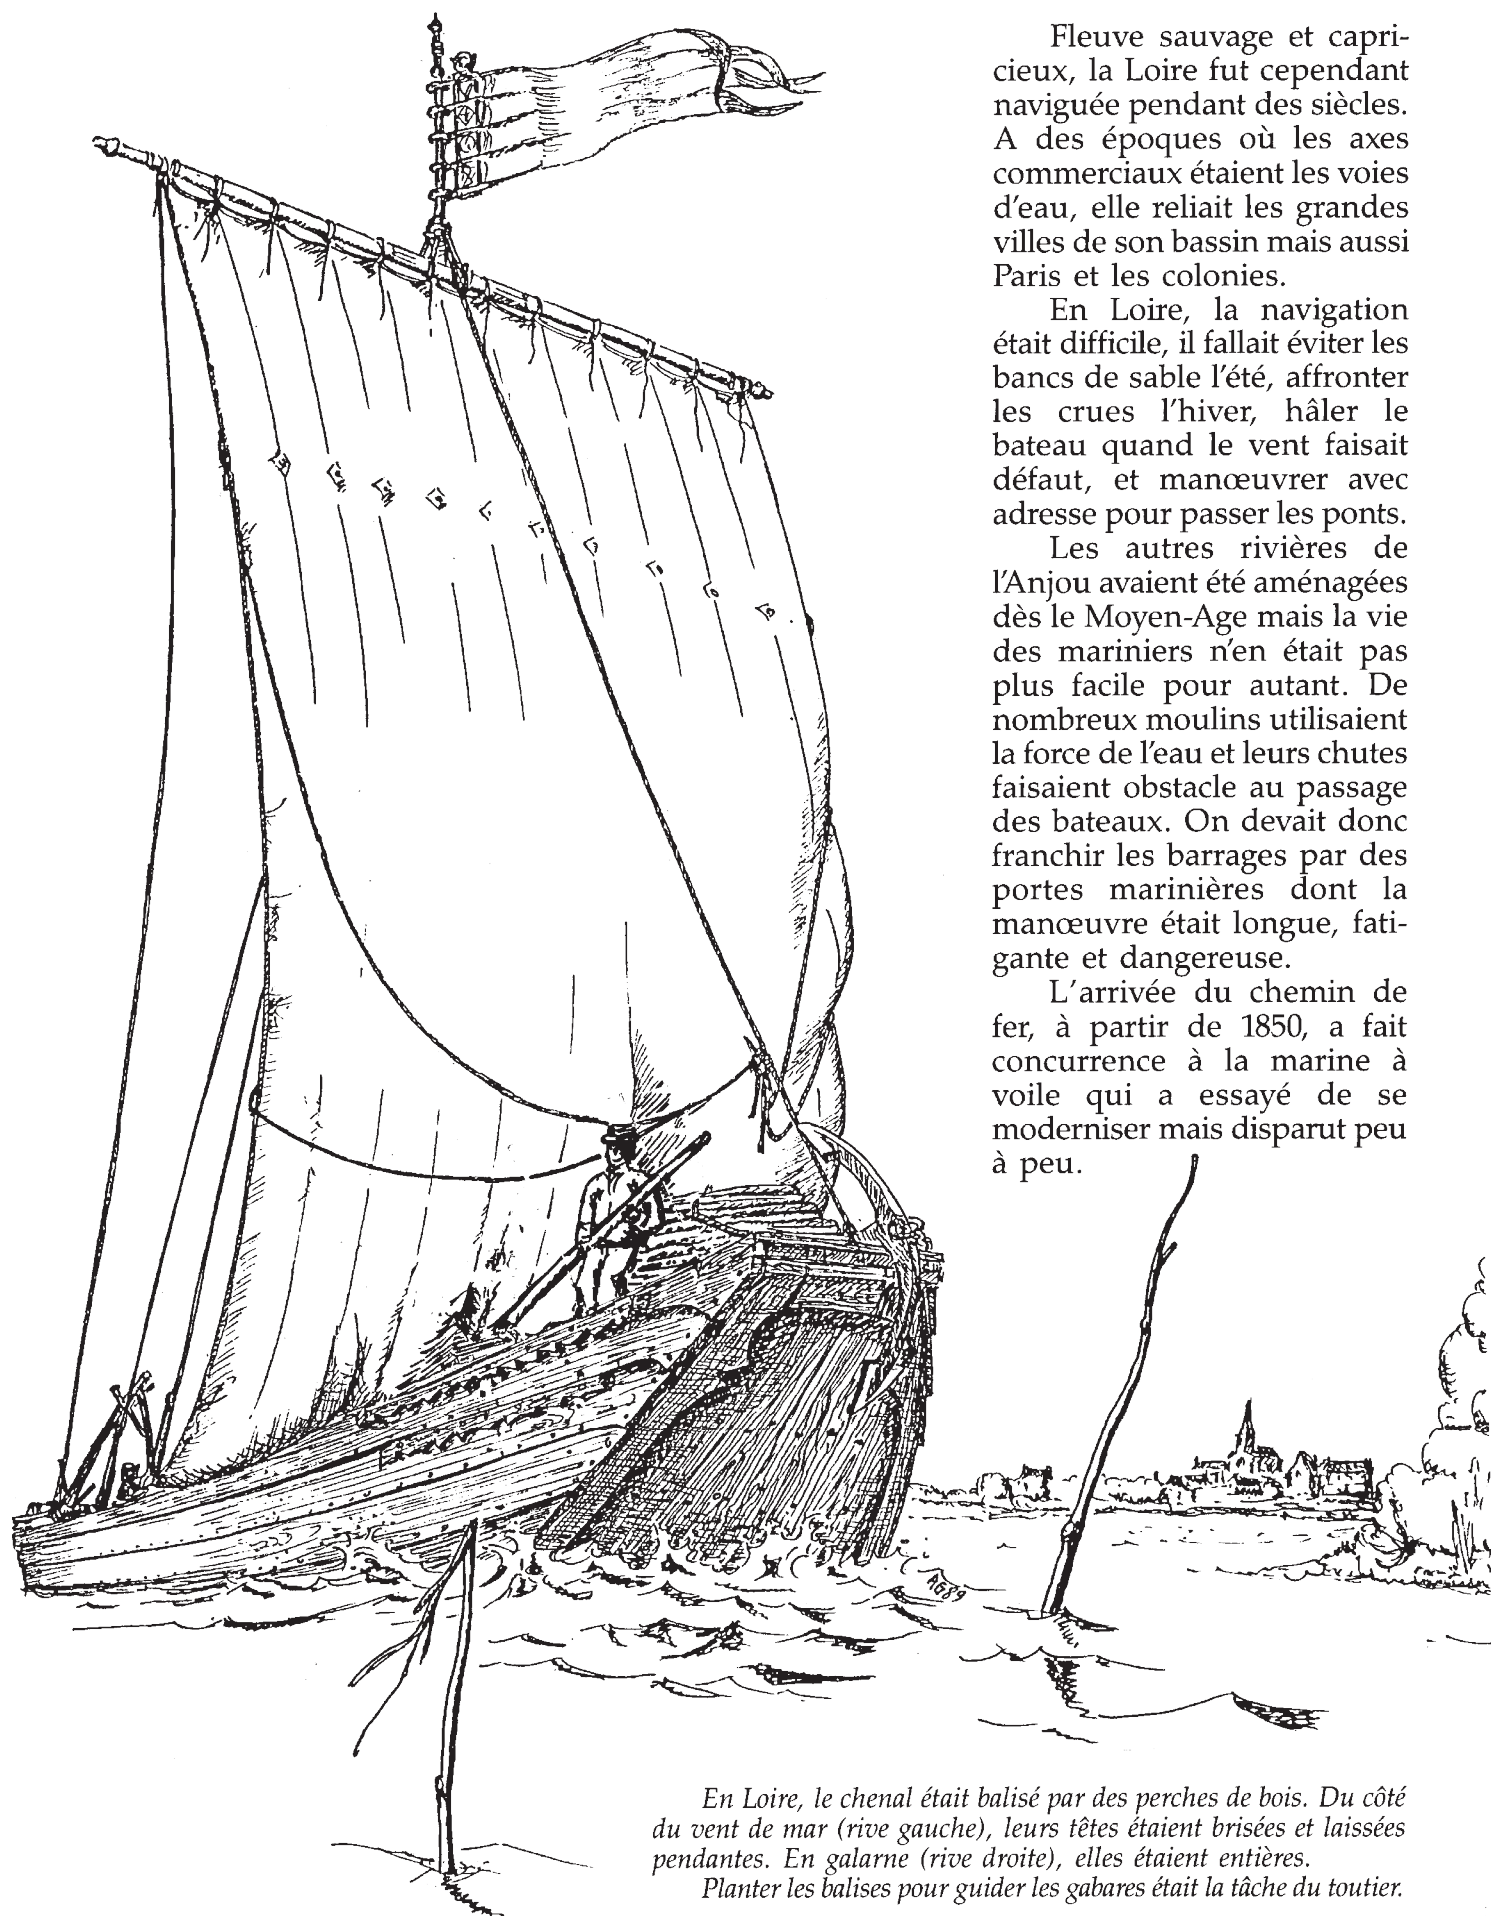 Fleuve sauvage et capri-
cieux, la Loire fut cependant
naviguée pendant des siècles.
A des époques où les axes
commerciaux étaient les voies
d'eau, elle reliait les grandes
villes de son bassin mais aussi
Paris et les colonies.
En Loire, la navigation
était difficile, il fallait éviter les
bancs de sable l'été, affronter
les crues l'hiver, hâler le
bateau quand le vent faisait
défaut, et manœuvrer avec
adresse pour passer les ponts.
Les autres rivières de
l'Anjou avaient été aménagées
dès le Moyen-Age mais la vie
des mariniers n'en était pas
plus facile pour autant. De
nombreux moulins utilisaient
la force de l'eau et leurs chutes
faisaient obstacle au passage
des bateaux. On devait donc
franchir les barrages par des
portes marinières dont la
manœuvre était longue, fati-
gante et dangereuse.
L'arrivée du chemin de
fer, à partir de 1850, a fait
concurrence à la marine à
voile qui a essayé de se
moderniser mais disparut peu
à peu.
AG89
En Loire, le chenal était balisé par des perches de bois. Du côté
du vent de mar (rive gauche), leurs têtes étaient brisées et laissées
pendantes. En galarne (rive droite), elles étaient entières.
Planter les balises pour guider les gabares était la tâche du toutier.